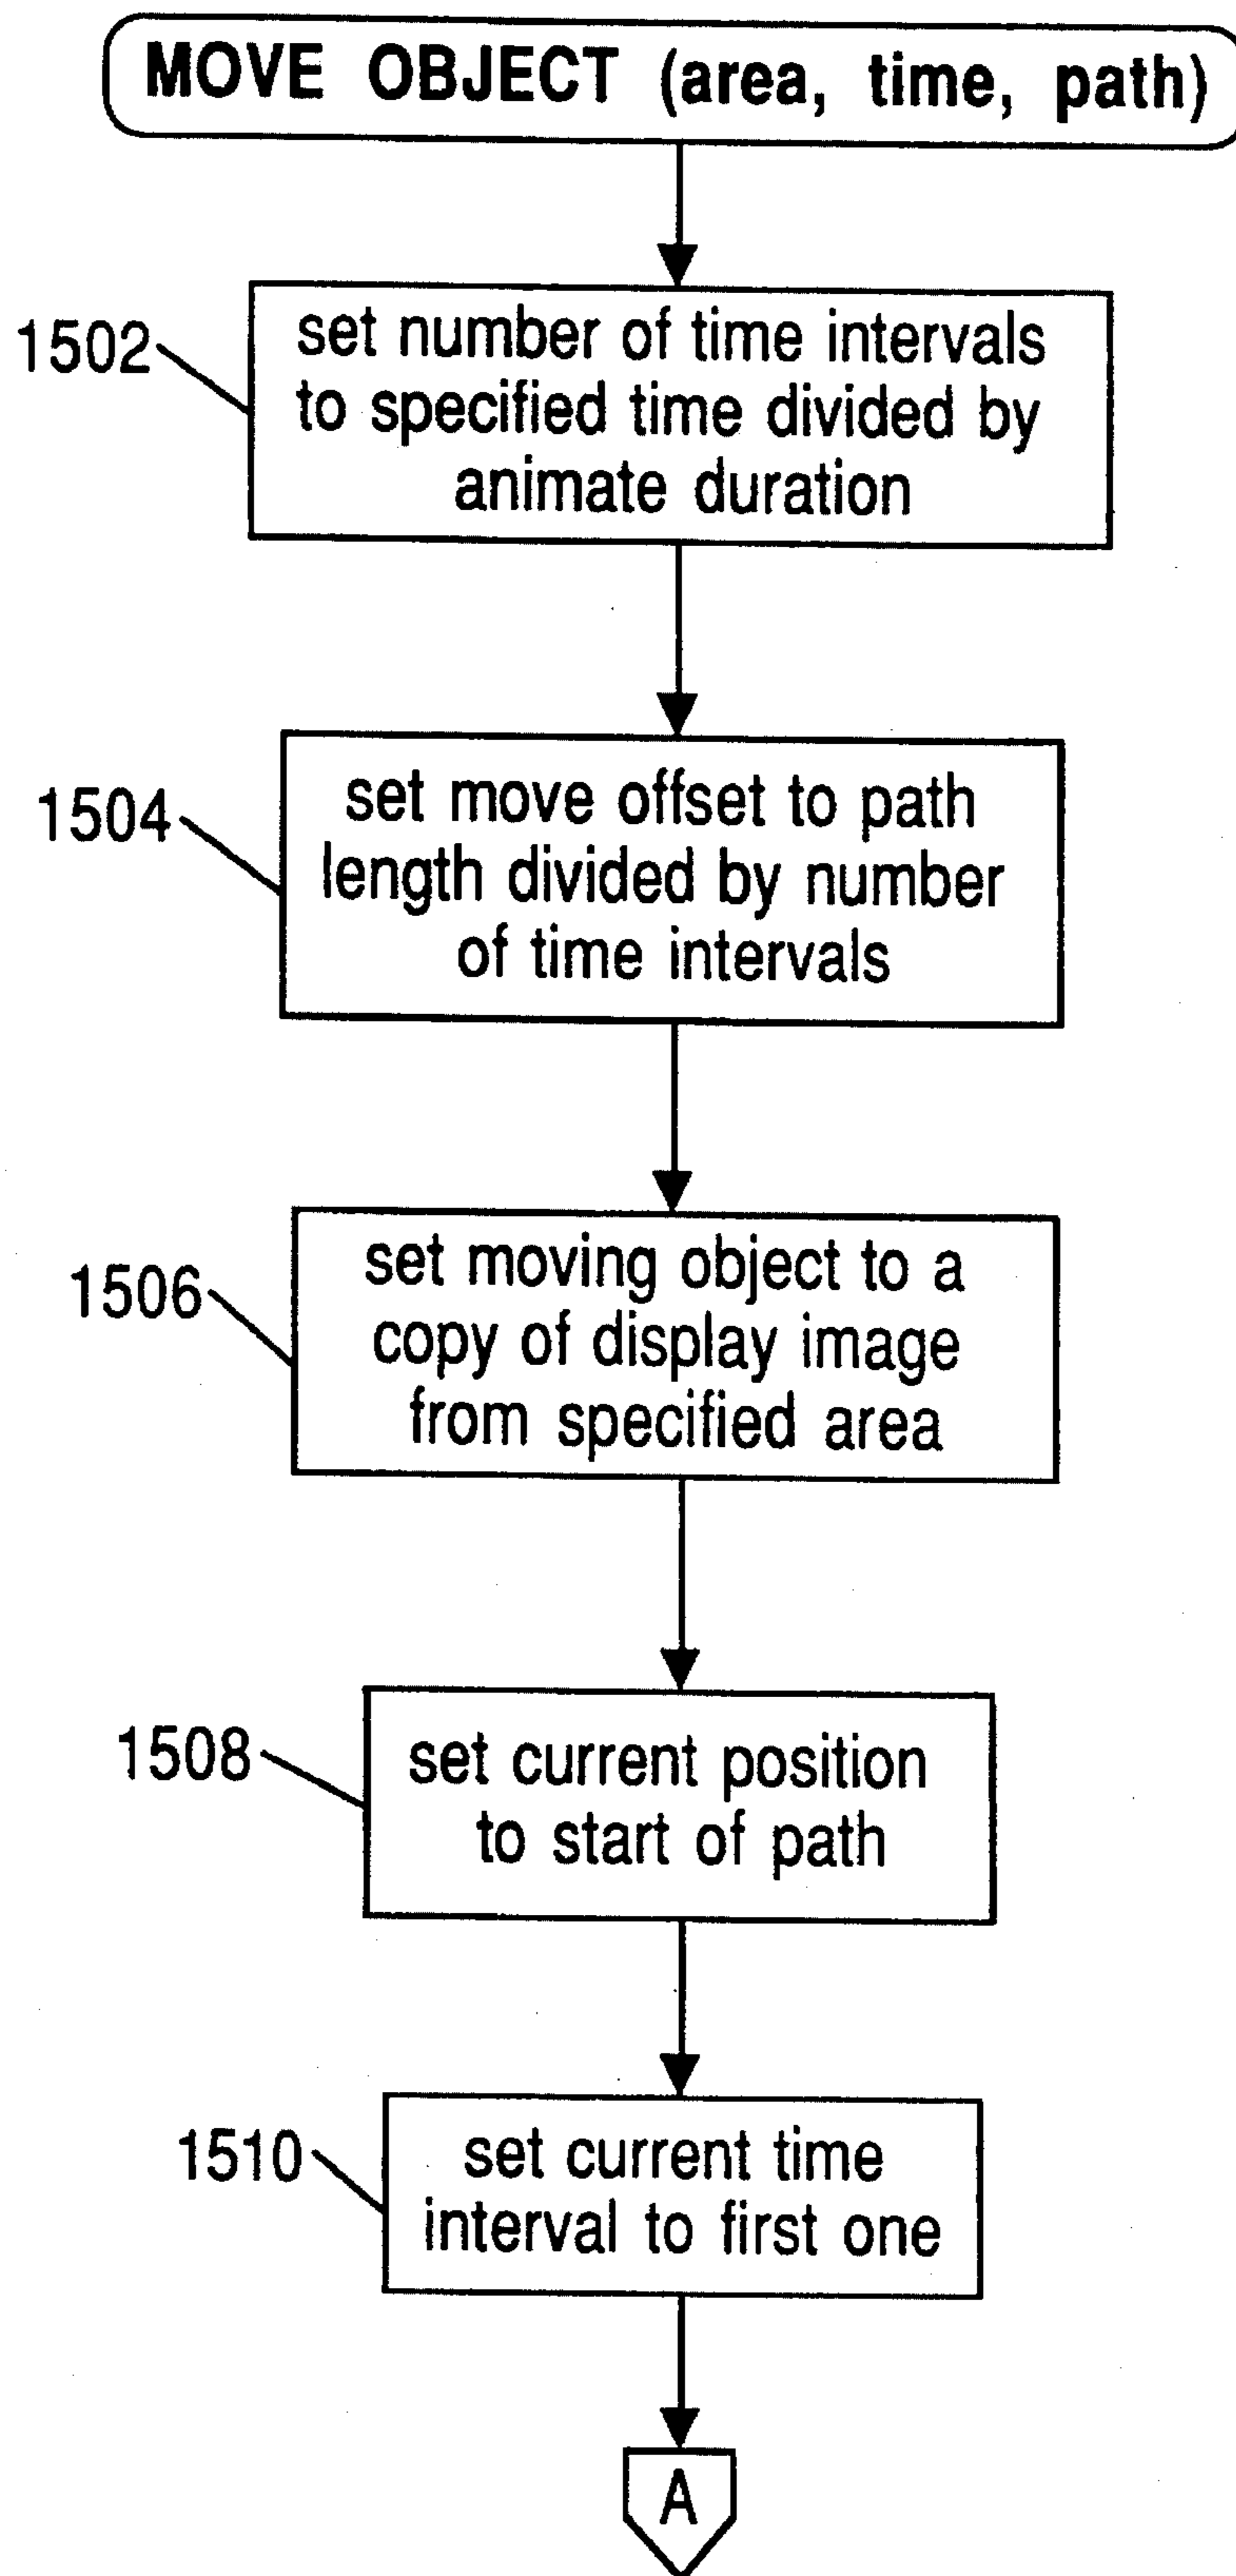 MOVE OBJECT (area, time, path)
1502
set number of time intervals
to specified time divided by
animate duration
1504
set move offset to path
length divided by number
of time intervals
1506
set moving object to a
copy of display image
from specified area
1508
set current position
to start of path
1510
set current time
interval to first one
A